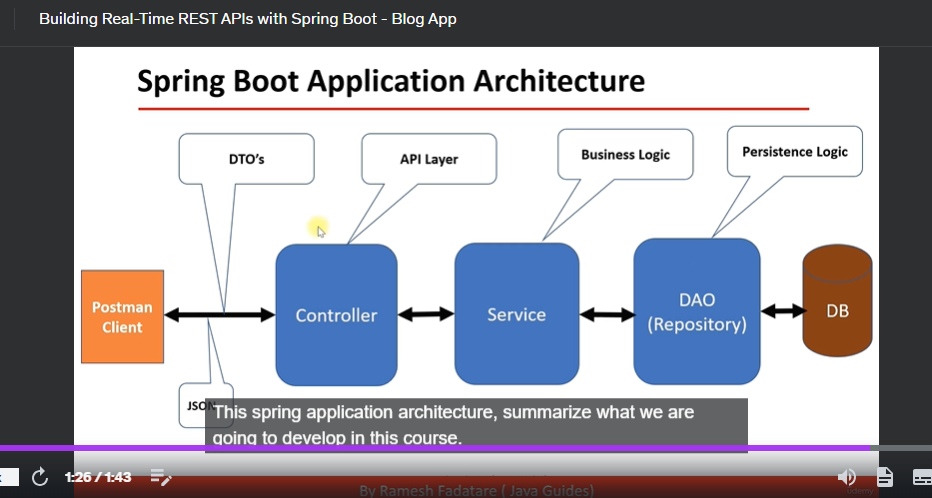 Building Real-Time REST APIs with Spring Boot - Blog App
Spring Boot Application Architecture
DTO's
API Layer
Business Logic
Persistence Logic
Postman
Client
Controller
Service
DAO
(Repository)
DB
JSON
This spring application architecture, summarize what we are
going to develop in this course.
1:26 / 1:43
By Ramesh Fadatare ( Java Guides)
Udemy